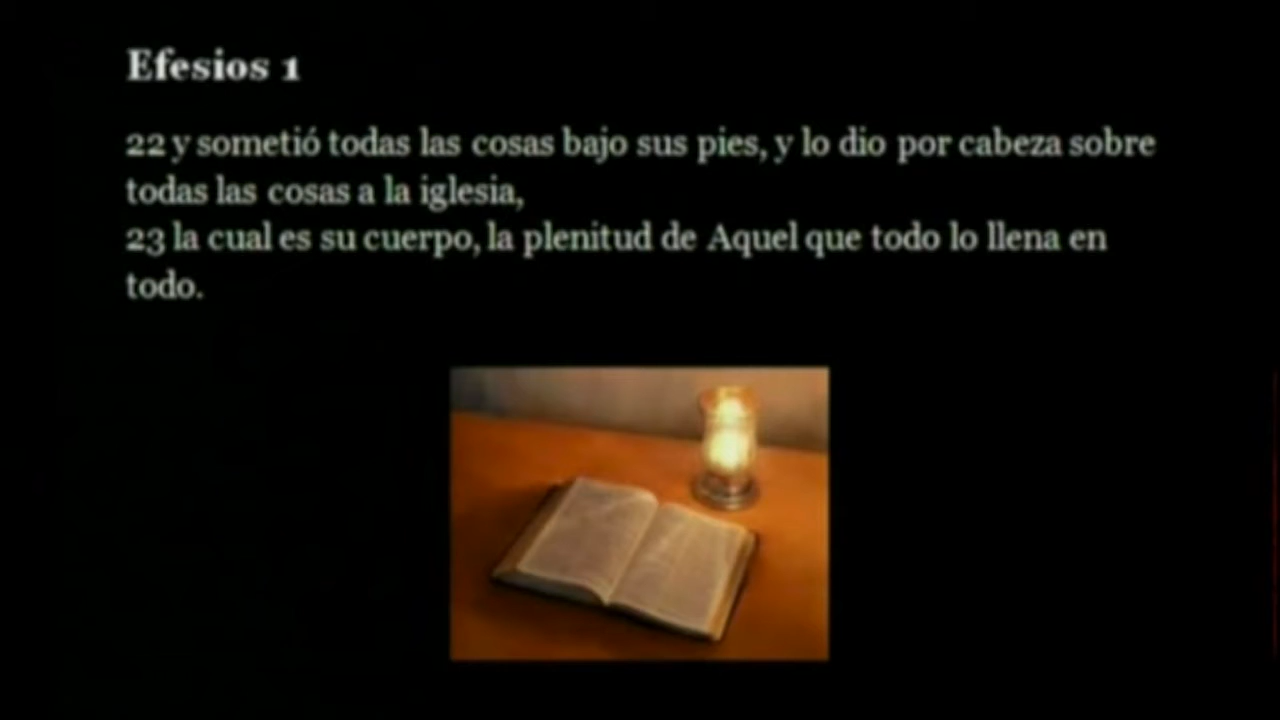 Efesios 1
22 y sometió todas las cosas bajo sus pies, y lo dio por cabeza sobre
todas las cosas a la iglesia,
23 la cual es su cuerpo, la plenitud de Aquel que todo lo llena en
todo.